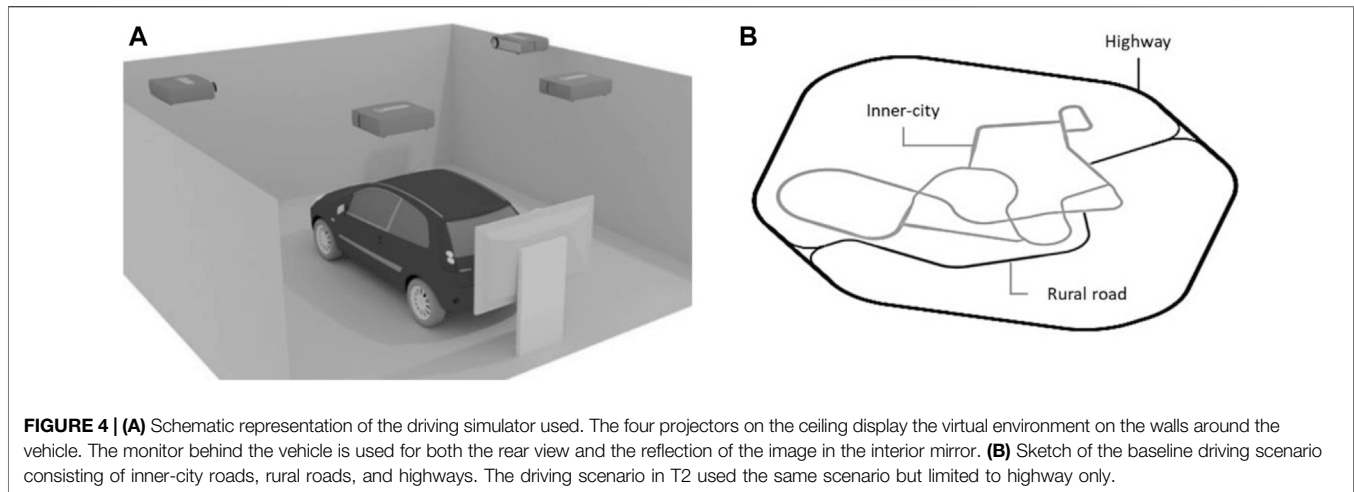 A
B
Highway
Inner-city
Rural road
FIGURE 4 | (A) Schematic representation of the driving simulator used. The four projectors on the ceiling display the virtual environment on the walls around the
vehicle. The monitor behind the vehicle is used for both the rear view and the reflection of the image in the interior mirror. (B) Sketch of the baseline driving scenario
consisting of inner-city roads, rural roads, and highways. The driving scenario in T2 used the same scenario but limited to highway only.